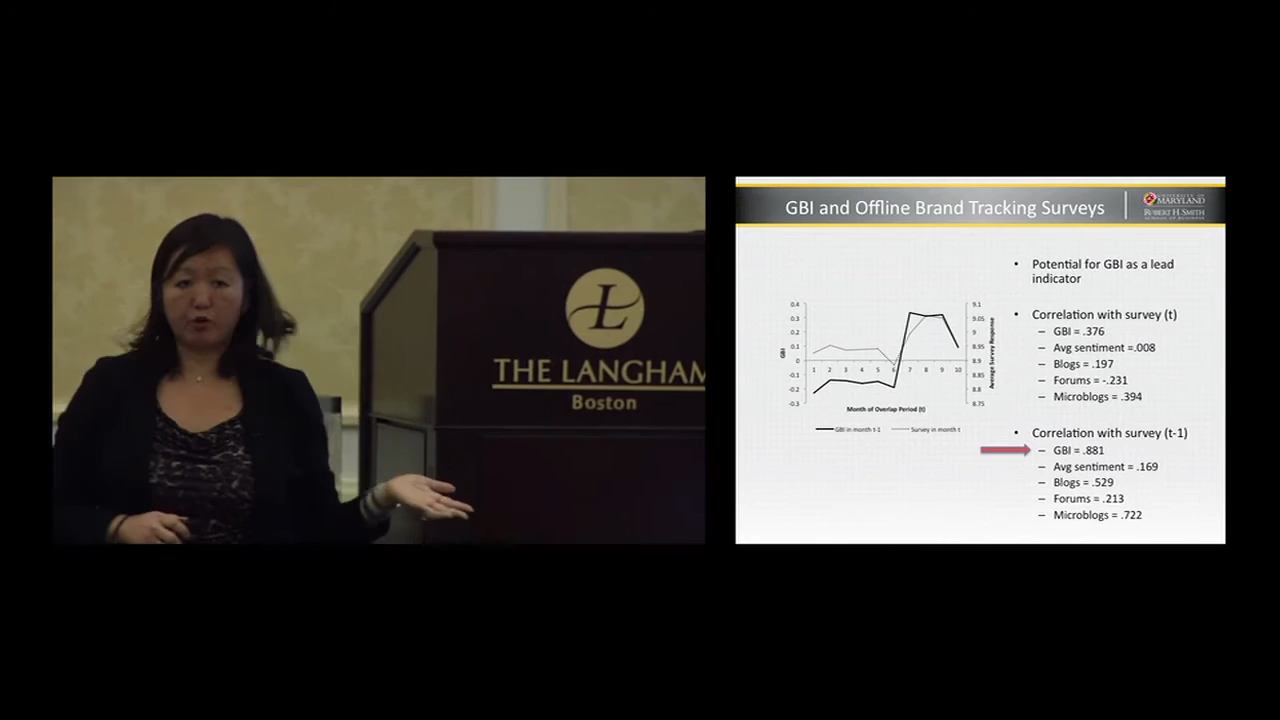 THE LANGHAM
Boston
GBI and Offline Brand Tracking Surveys
UNIVERSITY OF
MARYLAND
ROBERT H. SMITH
SCHOOL OF BUSINESS
• Potential for GBI as a lead
indicator
• Correlation with survey (t)
– GBI = .376
– Avg sentiment =.008
– Blogs = .197
– Forums = -.231
– Microblogs = .394
• Correlation with survey (t-1)
– GBI = .881
– Avg sentiment = .169
– Blogs = .529
– Forums = .213
– Microblogs = .722
0.4
0.3
0.2
0.1
0
-0.1
-0.2
-0.3
GBI
1 2 3 4 5 6 7 8 9 10
9.1
9.05
9
8.95
8.9
8.85
8.8
8.75
Average Survey Response
Month of Overlap Period (t)
GBI in month t-1 Survey in month t